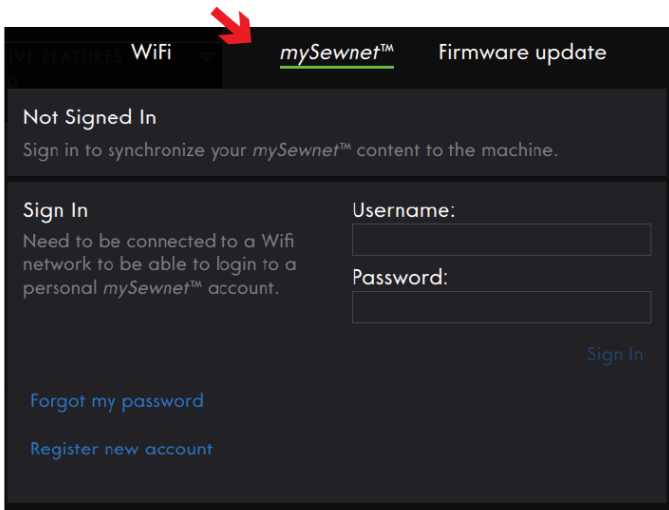 WiFi mySewnet™ Firmware update
IVE FEATURES
Not Signed In
Sign in to synchronize your mySewnet™ content to the machine.
Sign In
Need to be connected to a Wifi
network to be able to login to a
personal mySewnet™ account.
Username:
Password:
Sign In
Forgot my password
Register new account